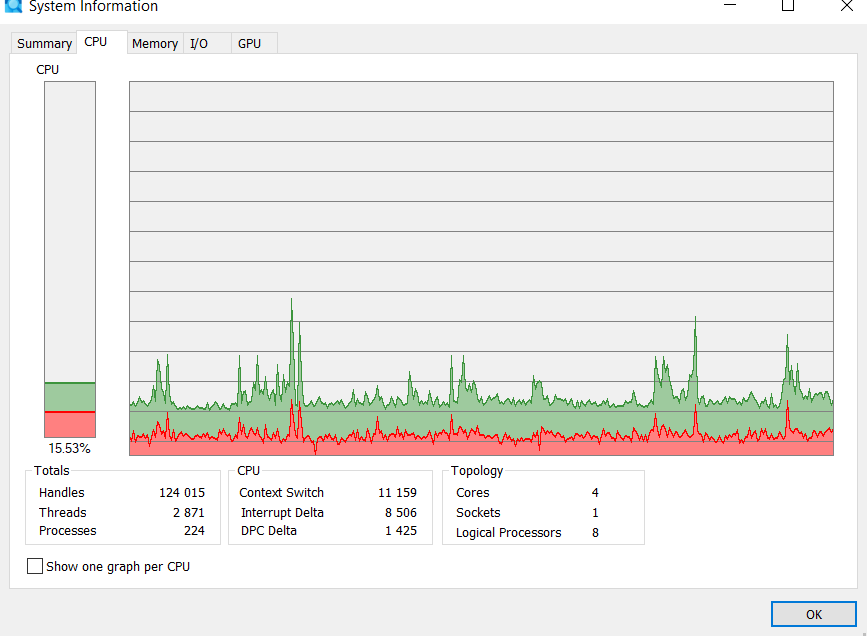 System Information
Summary CPU Memory I/O GPU
CPU
15.53%
Totals
Handles 124 015
Threads 2 871
Processes 224
CPU
Context Switch 11 159
Interrupt Delta 8 506
DPC Delta 1 425
Topology
Cores 4
Sockets 1
Logical Processors 8
Show one graph per CPU
OK